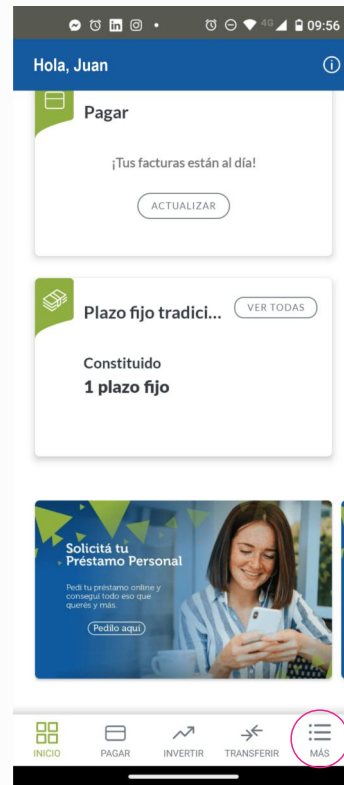 4G 09:56
Hola, Juan
Pagar
¡Tus facturas están al día!
ACTUALIZAR
Plazo fijo tradici...
VER TODAS
Constituido
1 plazo fijo
Solicitá tu
Préstamo Personal
Pedí tu préstamo online y
conseguí todo eso que
querés y más.
Pedilo aquí
INICIO PAGAR INVERTIR TRANSFERIR MÁS